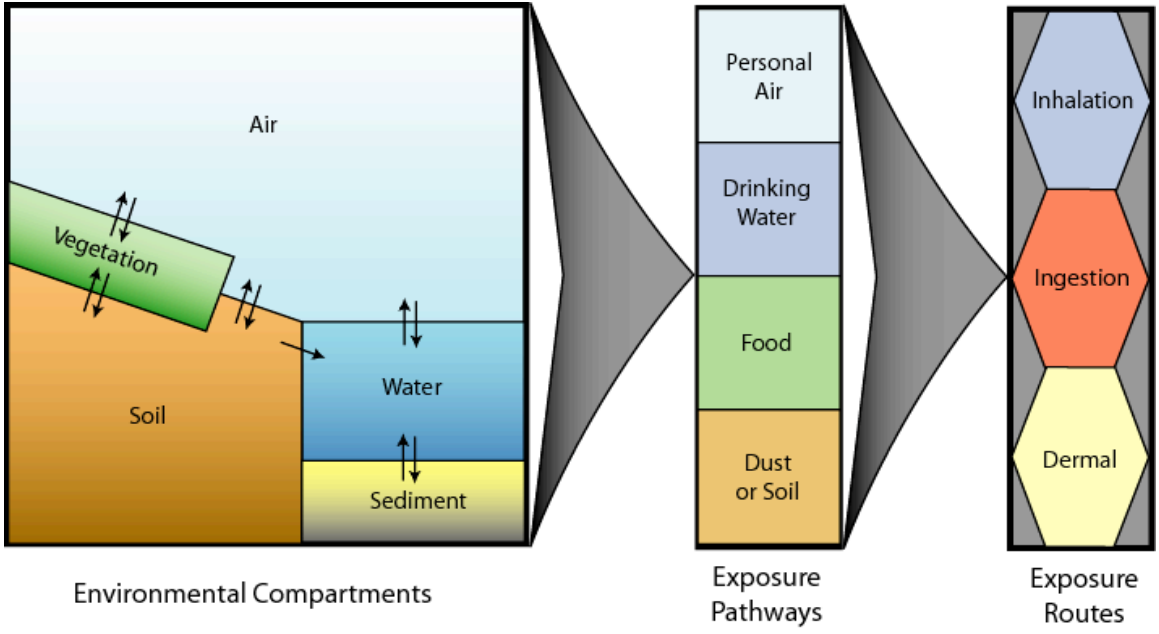 Air
Vegetation
Soil
Water
Sediment
Environmental Compartments
Personal
Air
Drinking
Water
Food
Dust
or Soil
Exposure
Pathways
Inhalation
Ingestion
Dermal
Exposure
Routes